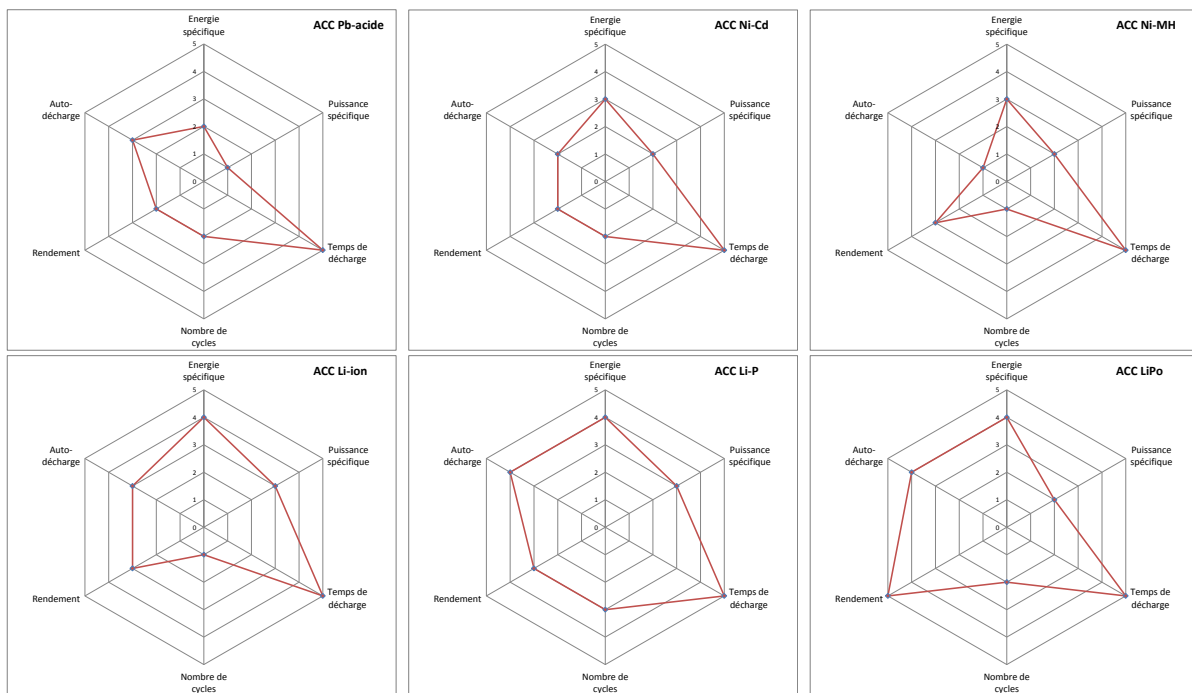 ACC Pb-acide
Energie
spécifique
5
4
3
2
1
0
Puissance
spécifique
Temps de
décharge
Nombre de
cycles
Rendement
Auto-
décharge
ACC Ni-Cd
Energie
spécifique
5
4
3
2
1
0
Puissance
spécifique
Temps de
décharge
Nombre de
cycles
Rendement
Auto-
décharge
ACC Ni-MH
Energie
spécifique
5
4
3
2
1
0
Puissance
spécifique
Temps de
décharge
Nombre de
cycles
Rendement
Auto-
décharge
ACC Li-ion
Energie
spécifique
5
4
3
2
1
0
Puissance
spécifique
Temps de
décharge
Nombre de
cycles
Rendement
Auto-
décharge
ACC Li-P
Energie
spécifique
5
4
3
2
1
0
Puissance
spécifique
Temps de
décharge
Nombre de
cycles
Rendement
Auto-
décharge
ACC LiPo
Energie
spécifique
5
4
3
2
1
0
Puissance
spécifique
Temps de
décharge
Nombre de
cycles
Rendement
Auto-
décharge